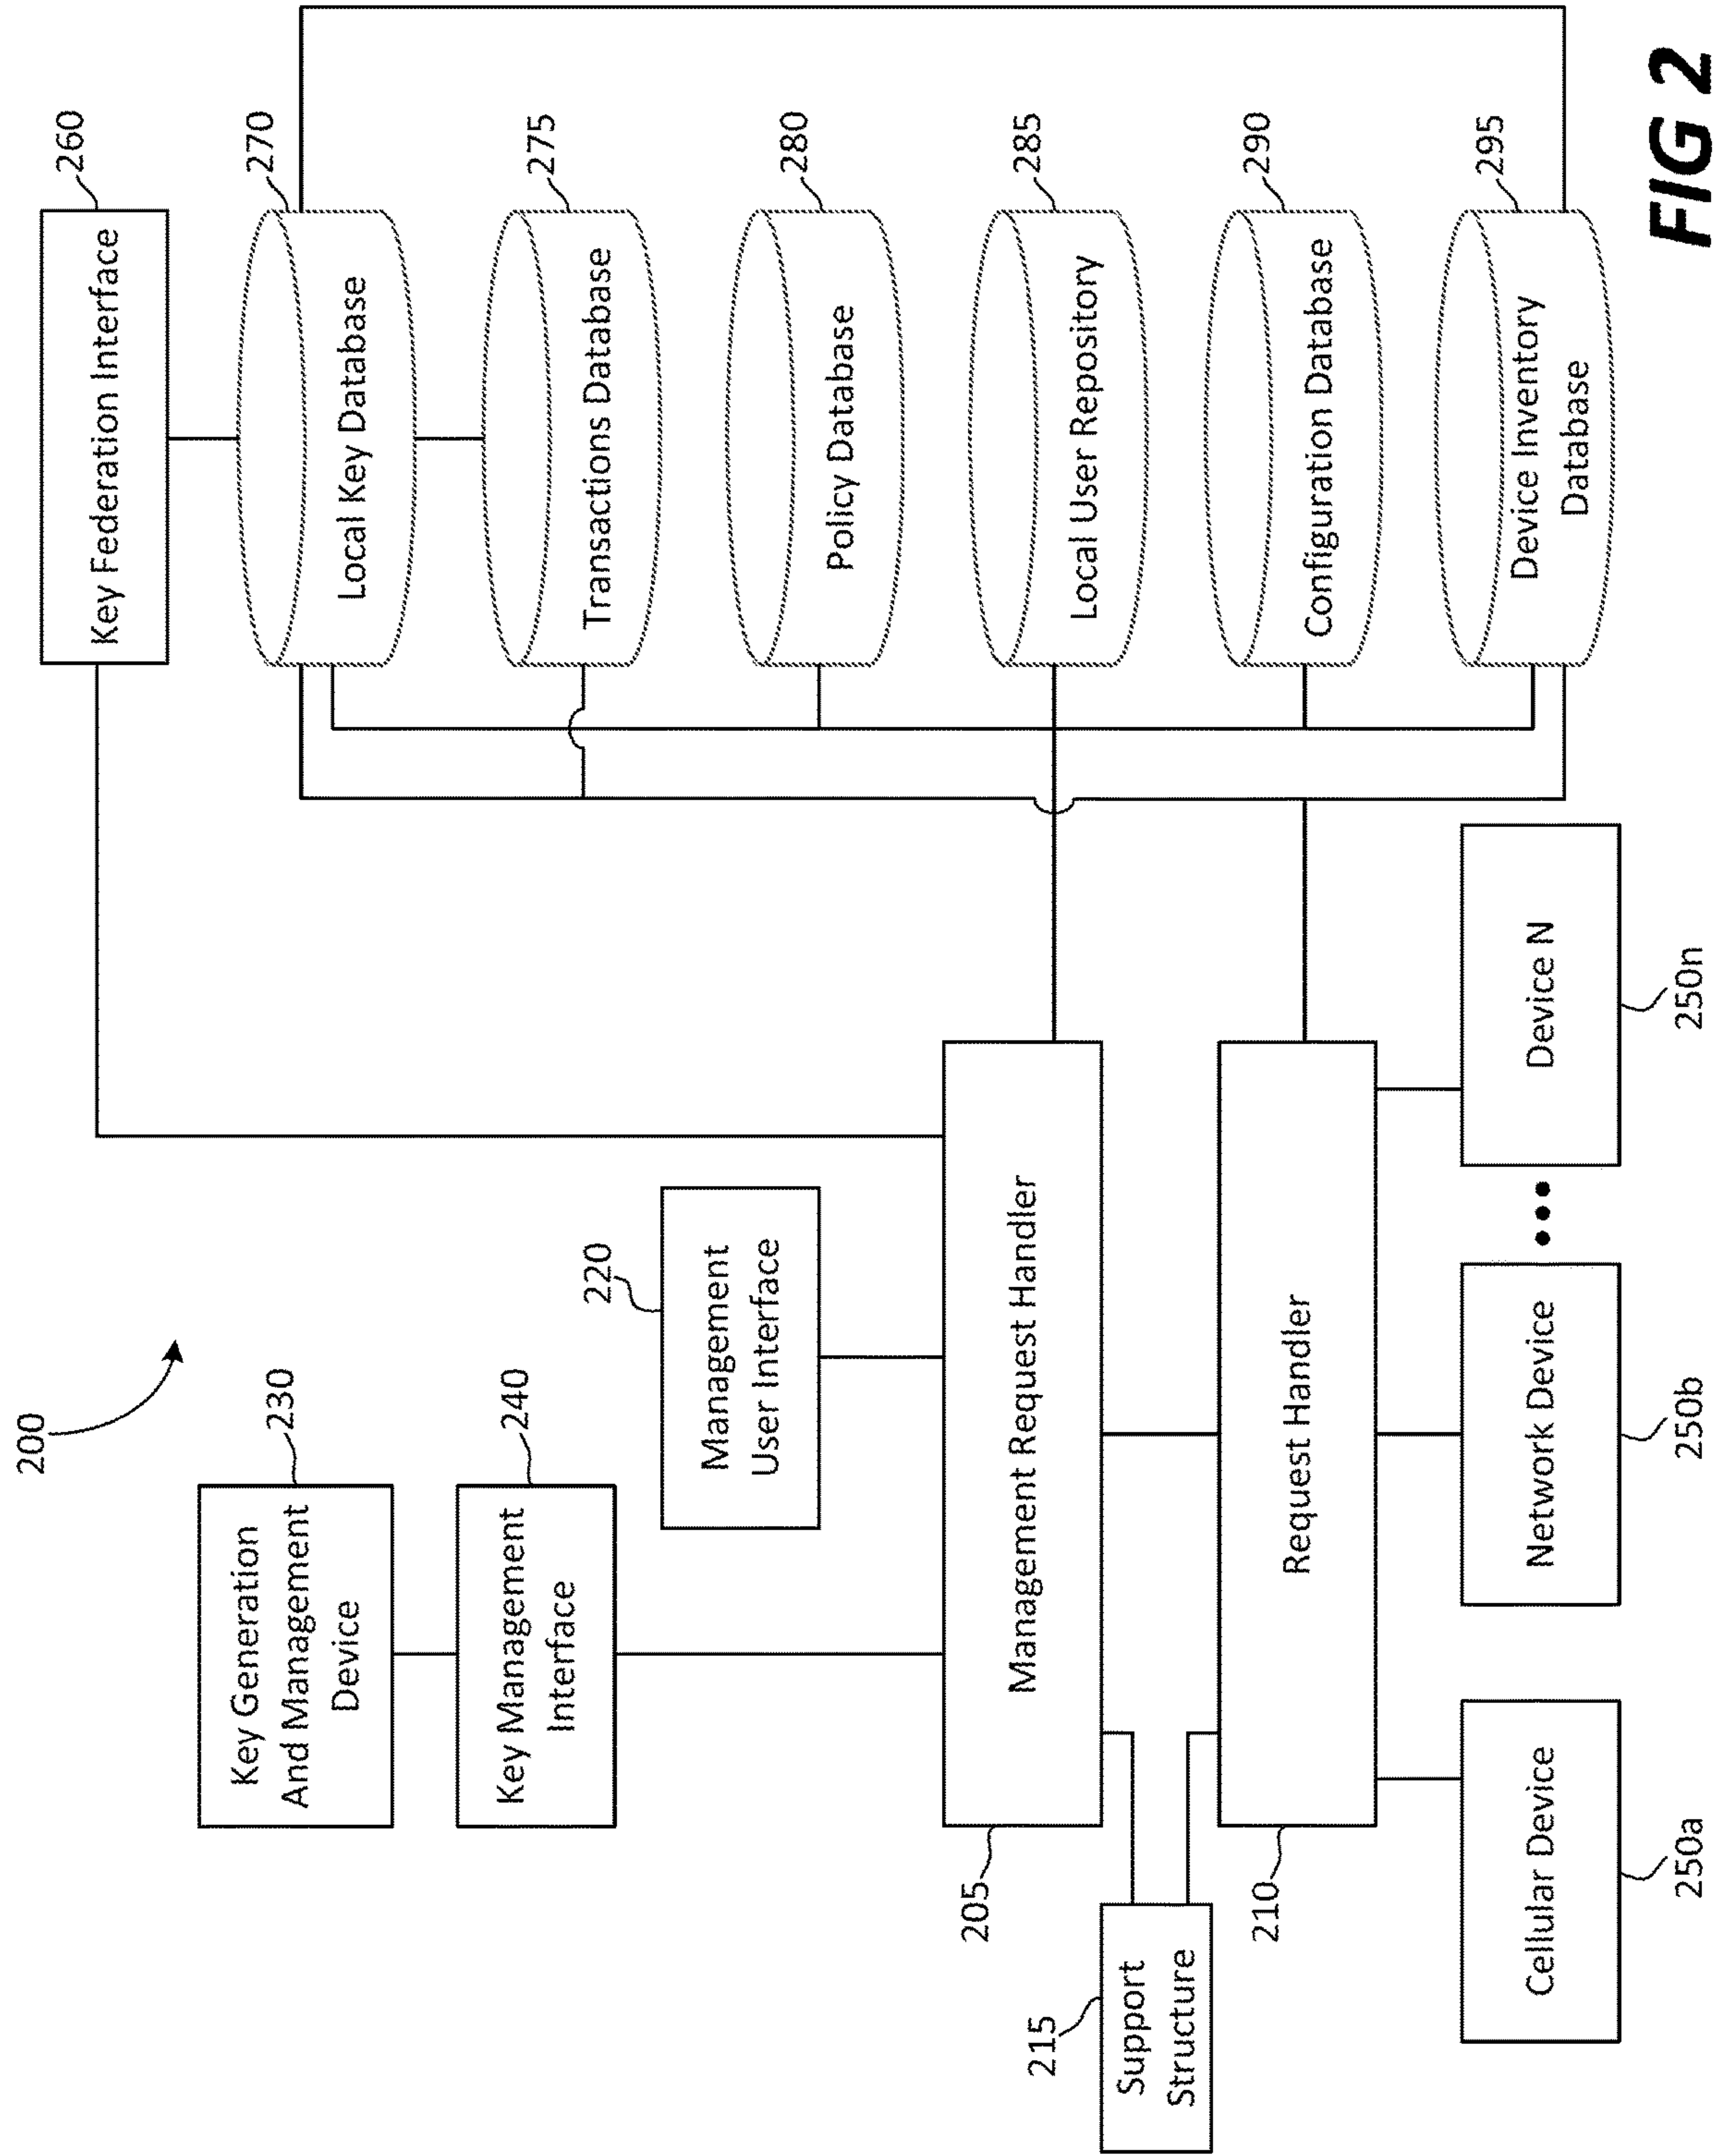 200
230
Key Generation
And Management
Device
240
Key Management
Interface
220
Management
User Interface
205
Management Request Handler
215
Support
Structure
210
Request Handler
Cellular Device
250a
Network Device
250b
Device N
250n
260
Key Federation Interface
270
Local Key Database
275
Transactions Database
280
Policy Database
285
Local User Repository
290
Configuration Database
295
Device Inventory
Database
FIG 2